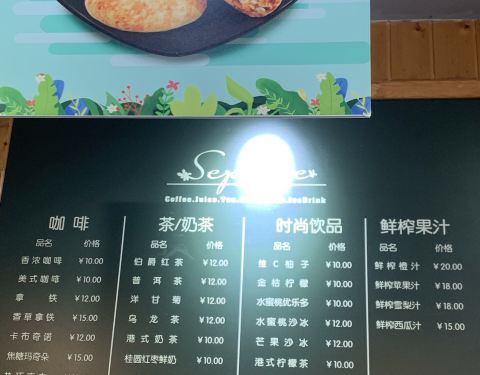 Coffee.Juice.Tea.
咖啡
品名 价格
香浓咖啡 ¥10.00
美式咖啡 ¥10.00
拿铁 ¥12.00
香草拿铁 ¥15.00
卡布奇诺 ¥12.00
焦糖玛奇朵 ¥15.00
茶/奶茶
品名 价格
伯爵红茶 ¥12.00
普洱茶 ¥12.00
洋甘菊 ¥12.00
乌龙茶 ¥12.00
港式奶茶 ¥10.00
桂圆红枣鲜奶 ¥10.00
时尚饮品
品名 价格
维C柚子 ¥10.00
金桔柠檬 ¥10.00
水蜜桃优乐多 ¥10.00
水蜜桃沙冰 ¥12.00
芒果沙冰 ¥12.00
港式柠檬茶 ¥10.00
鲜榨果汁
品名 价格
鲜榨橙汁 ¥20.00
鲜榨苹果汁 ¥18.00
鲜榨雪梨汁 ¥18.00
鲜榨西瓜汁 ¥15.00